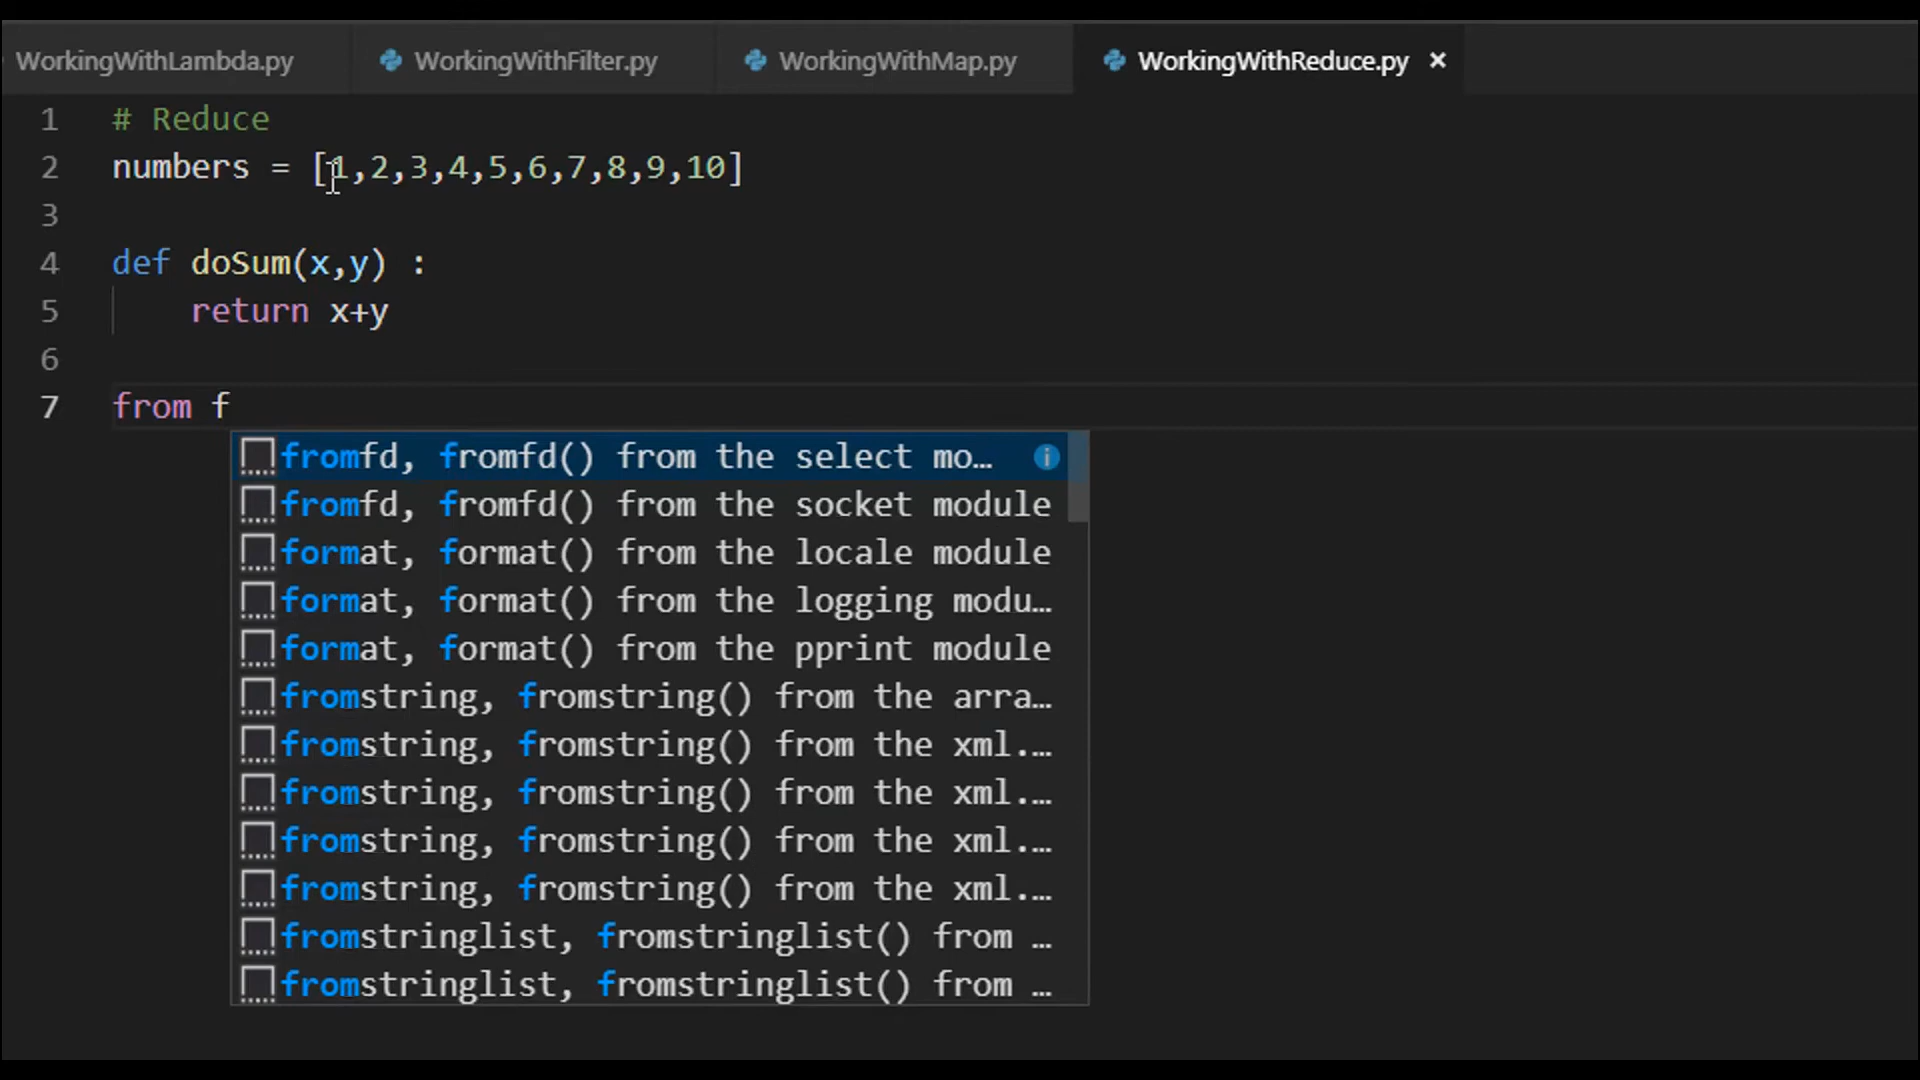 WorkingWithLambda.py WorkingWithFilter.py WorkingWithMap.py WorkingWithReduce.py ×
1 # Reduce
2 numbers = [1,2,3,4,5,6,7,8,9,10]
3
4 def doSum(x,y) :
5 return x+y
6
7 from f
fromfd, fromfd() from the select mo…
fromfd, fromfd() from the socket module
format, format() from the locale module
format, format() from the logging modu…
format, format() from the pprint module
fromstring, fromstring() from the arra…
fromstring, fromstring() from the xml.…
fromstring, fromstring() from the xml.…
fromstring, fromstring() from the xml.…
fromstring, fromstring() from the xml.…
fromstringlist, fromstringlist() from …
fromstringlist, fromstringlist() from …